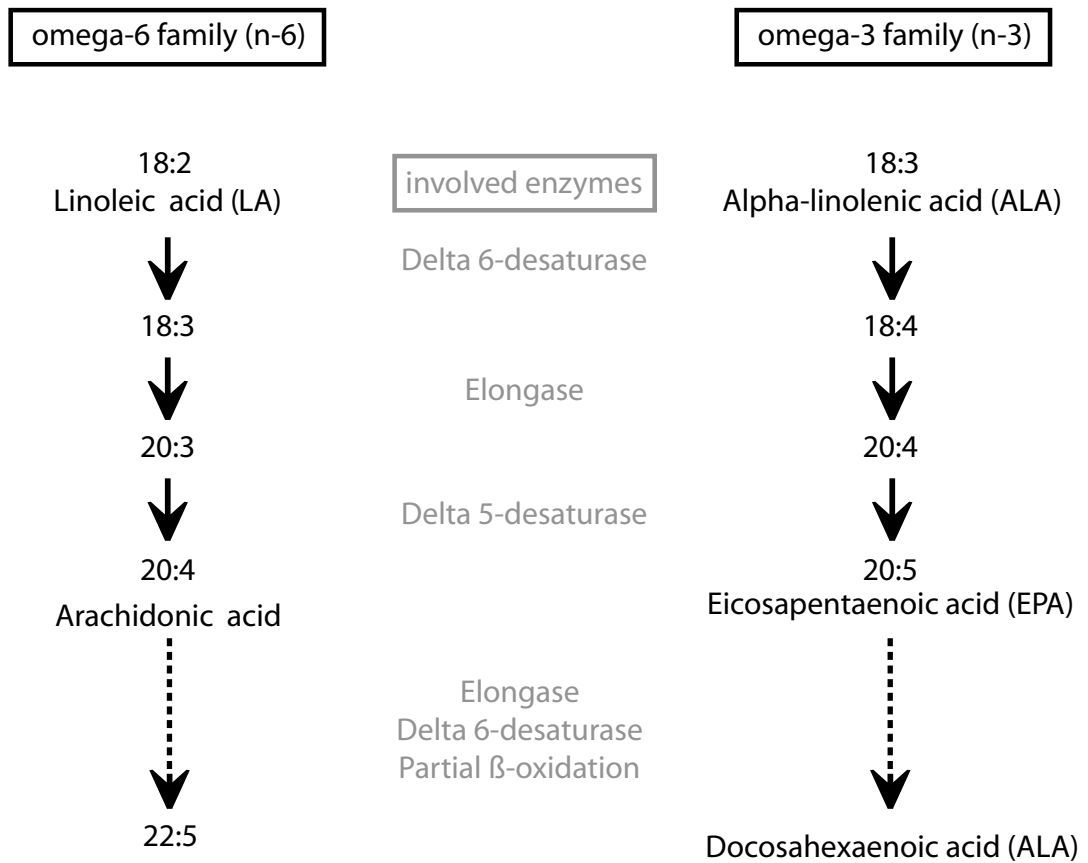 omega-6 family (n-6)
omega-3 family (n-3)
18:2
Linoleic acid (LA)
involved enzymes
18:3
Alpha-linolenic acid (ALA)
Delta 6-desaturase
18:3
18:4
Elongase
20:3
20:4
Delta 5-desaturase
20:4
Arachidonic acid
20:5
Eicosapentaenoic acid (EPA)
Elongase
Delta 6-desaturase
Partial ß-oxidation
22:5
Docosahexaenoic acid (ALA)